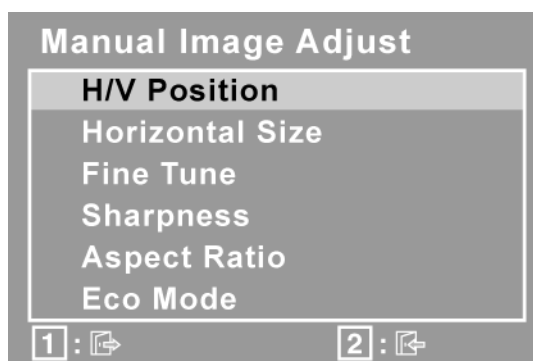 Manual Image Adjust
H/V Position
Horizontal Size
Fine Tune
Sharpness
Aspect Ratio
Eco Mode
1 : 2 :